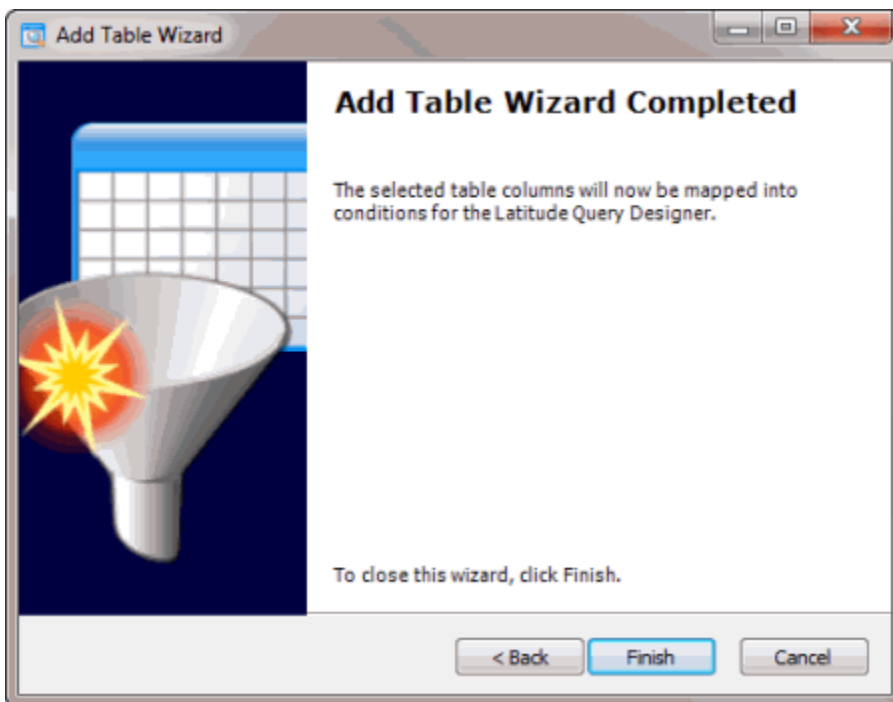 Add Table Wizard
Add Table Wizard Completed
The selected table columns will now be mapped into
conditions for the Latitude Query Designer.
To close this wizard, click Finish.
< Back
Finish
Cancel